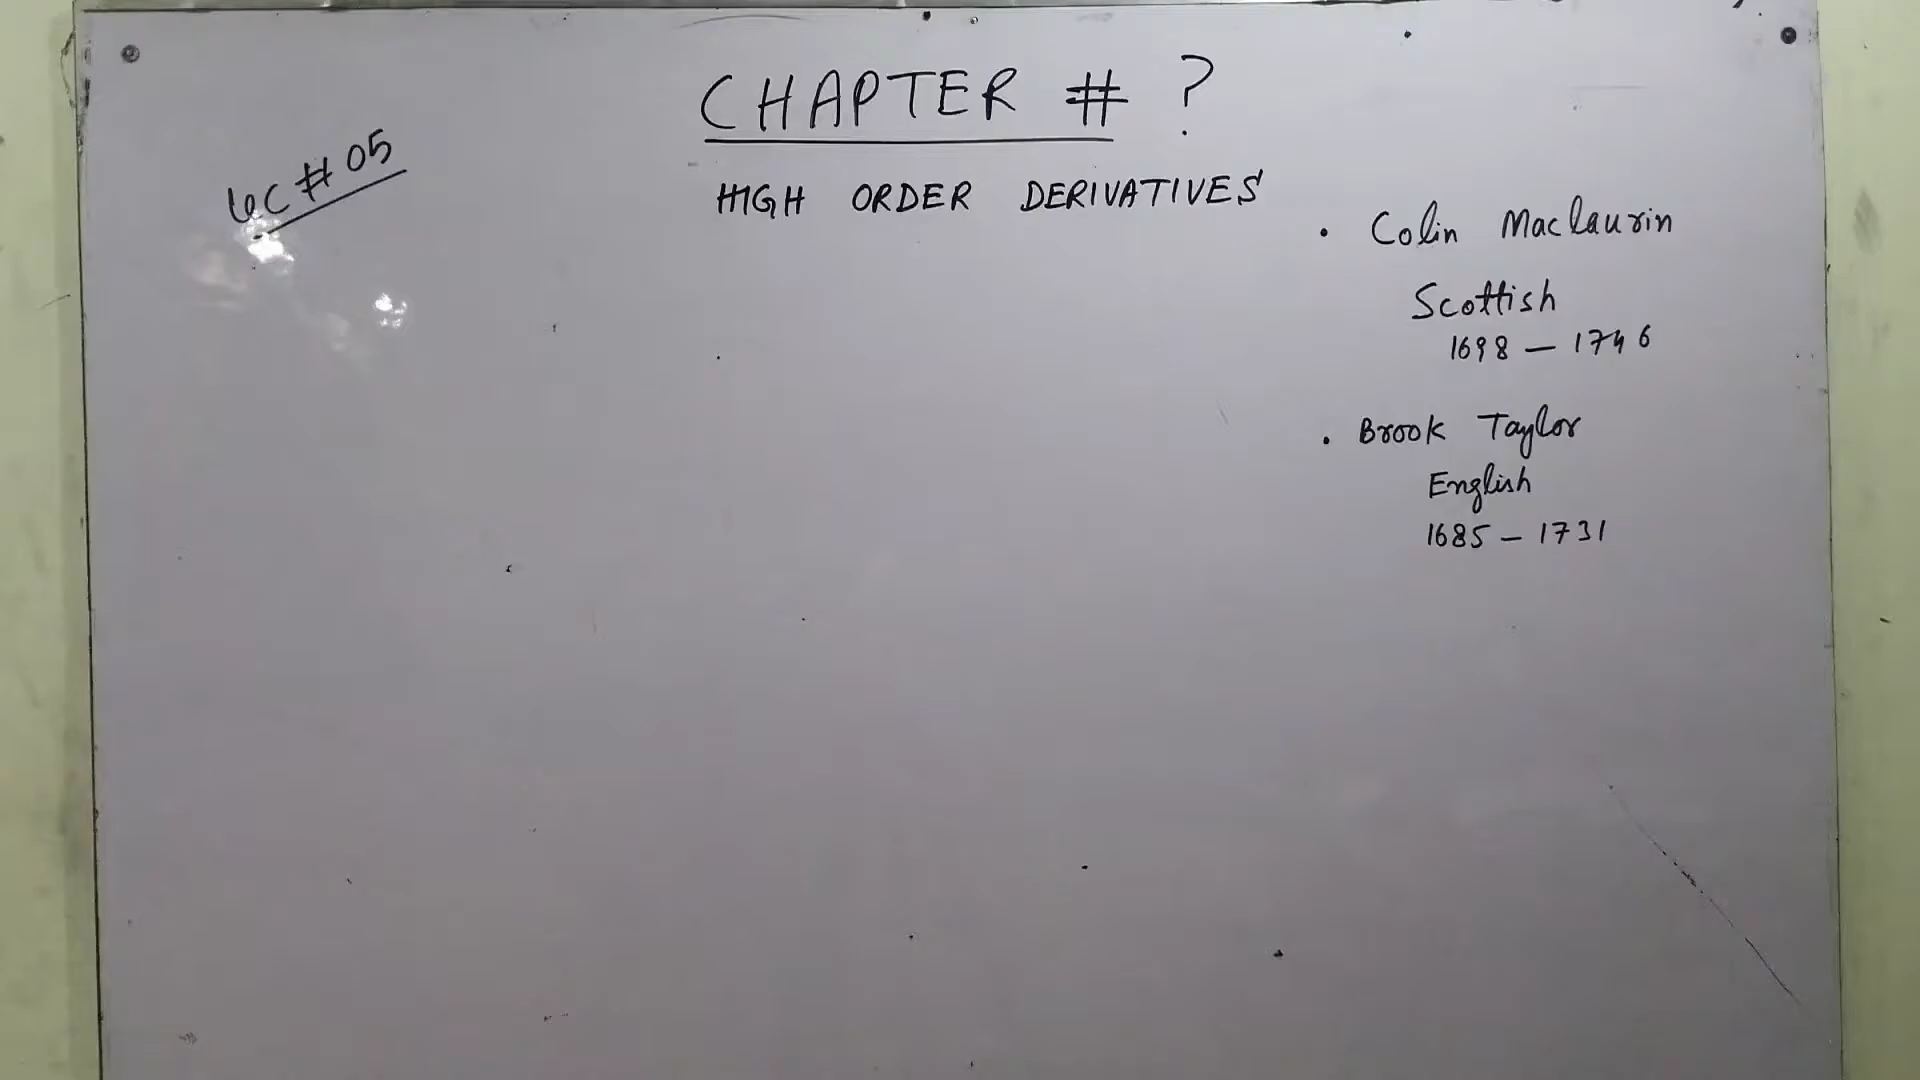 CHAPTER # ?
Lec # 05
HIGH ORDER DERIVATIVES
• Colin Maclaurin
Scottish
1698 — 1746
• Brook Taylor
English
1685 — 1731